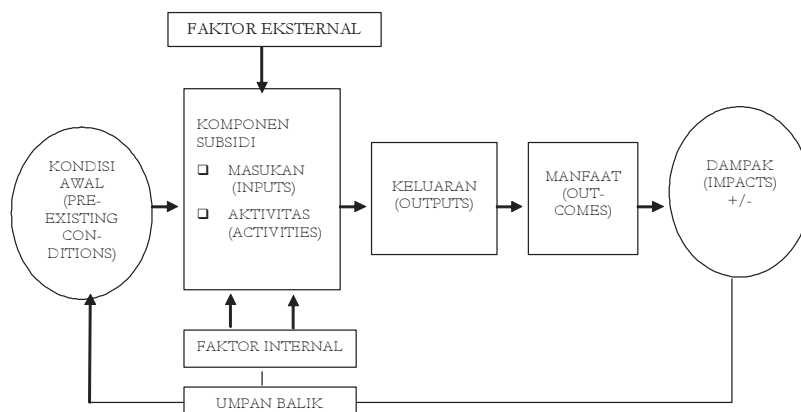 FAKTOR EKSTERNAL
KOMPONEN
SUBSIDI
MASUKAN
(INPUTS)
AKTIVITAS
(ACTIVITIES)
KONDISI
AWAL
(PRE-
EXISTING
CON-
DITIONS)
KELUARAN
(OUTPUTS)
MANFAAT
(OUT-
COMES)
DAMPAK
(IMPACTS)
+/-
FAKTOR INTERNAL
UMPAN BALIK